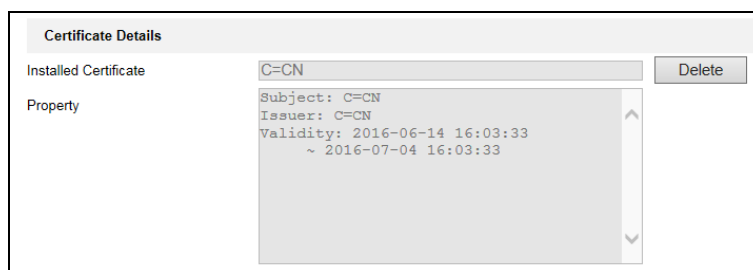 Certificate Details
Installed Certificate C=CN Delete
Property
Subject: C=CN
Issuer: C=CN
Validity: 2016-06-14 16:03:33
~ 2016-07-04 16:03:33